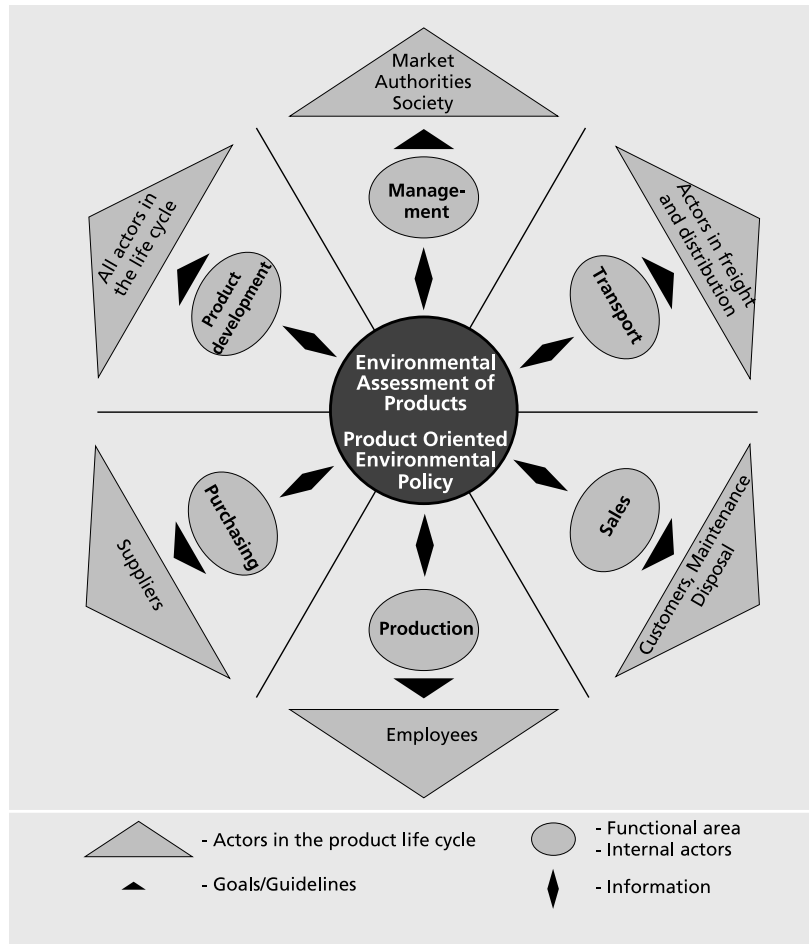 Market
Authorities
Society
Manage-
ment
All actors in
the life cycle
Product
development
Actors in freight
and distribution
Transport
Environmental
Assessment of
Products
Product Oriented
Environmental
Policy
Suppliers
Purchasing
Sales
Customers, Maintenance
Disposal
Production
Employees
- Actors in the product life cycle
- Functional area
- Internal actors
- Goals/Guidelines
- Information